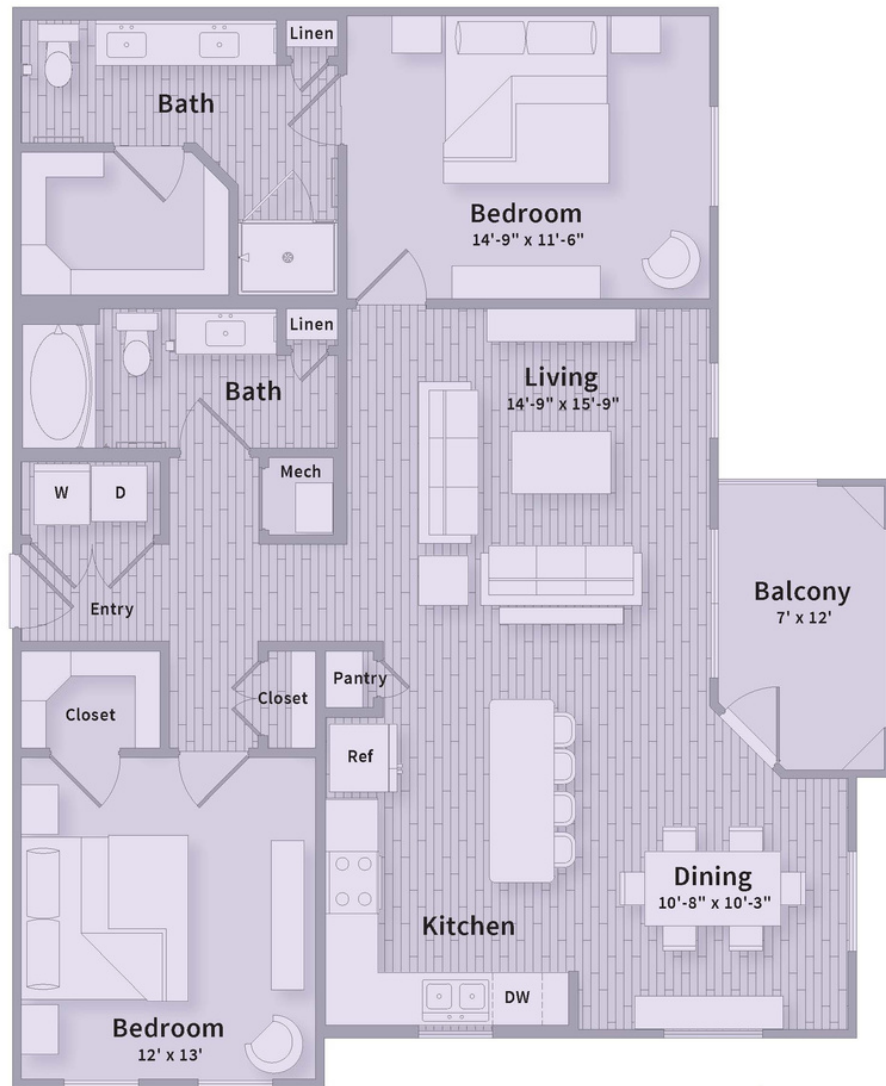 Linen
Bath
Bedroom
14'-9" x 11'-6"
Linen
Living
14'-9" x 15'-9"
Bath
Mech
W
D
Balcony
7' x 12'
Entry
Pantry
Closet
Closet
Ref
Dining
10'-8" x 10'-3"
Kitchen
DW
Bedroom
12' x 13'